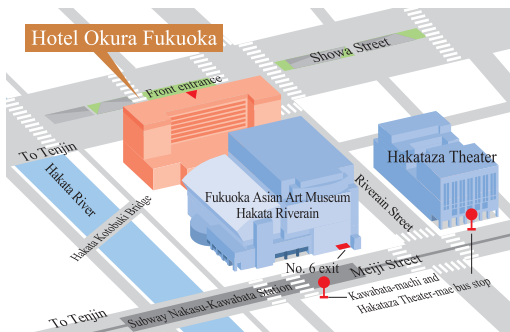 Hotel Okura Fukuoka
Showa Street
Front entrance
To Tenjin
Hakata River
Hakata Kotobuki Bridge
Fukuoka Asian Art Museum
Hakata Riverain
Hakataza Theater
Riverain Street
No. 6 exit
Meiji Street
Kawabata-machi and
Hakataza Theater-mae bus stop
Subway Nakasu-Kawabata Station
To Tenjin